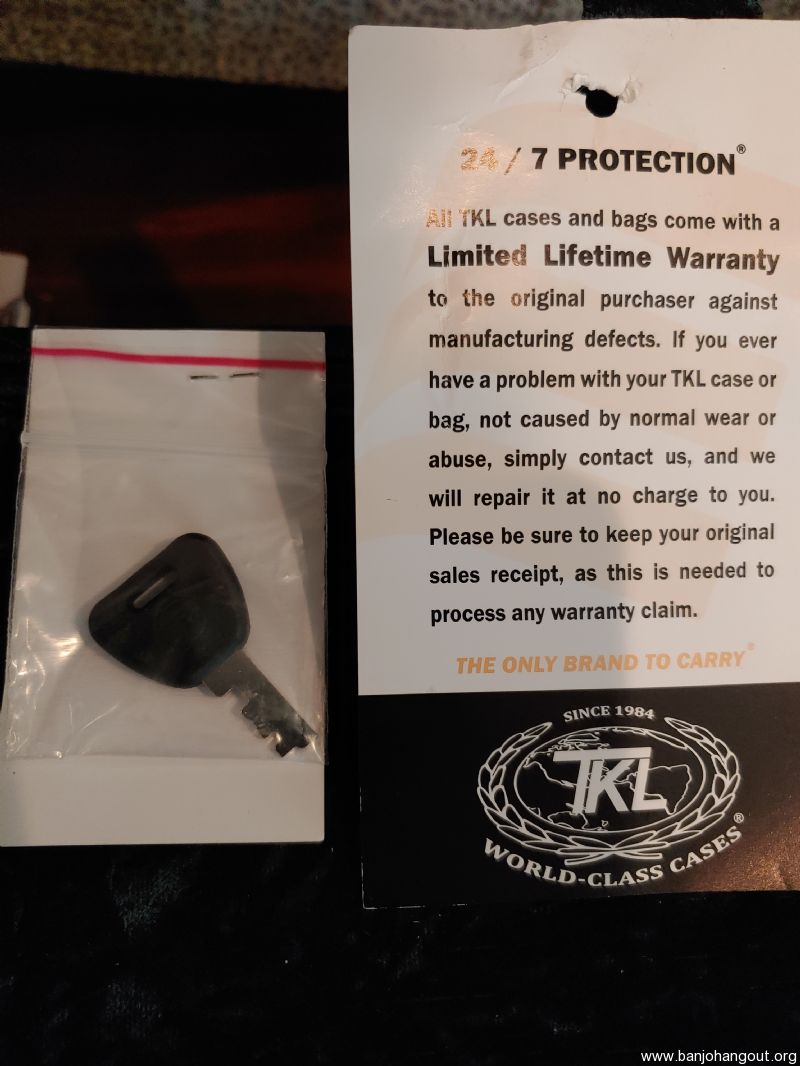 24 / 7 PROTECTION®
All TKL cases and bags come with a
Limited Lifetime Warranty
to the original purchaser against
manufacturing defects. If you ever
have a problem with your TKL case or
bag, not caused by normal wear or
abuse, simply contact us, and we
will repair it at no charge to you.
Please be sure to keep your original
sales receipt, as this is needed to
process any warranty claim.
THE ONLY BRAND TO CARRY®
SINCE 1984
TKL
WORLD-CLASS CASES®
www.banjohangout.org